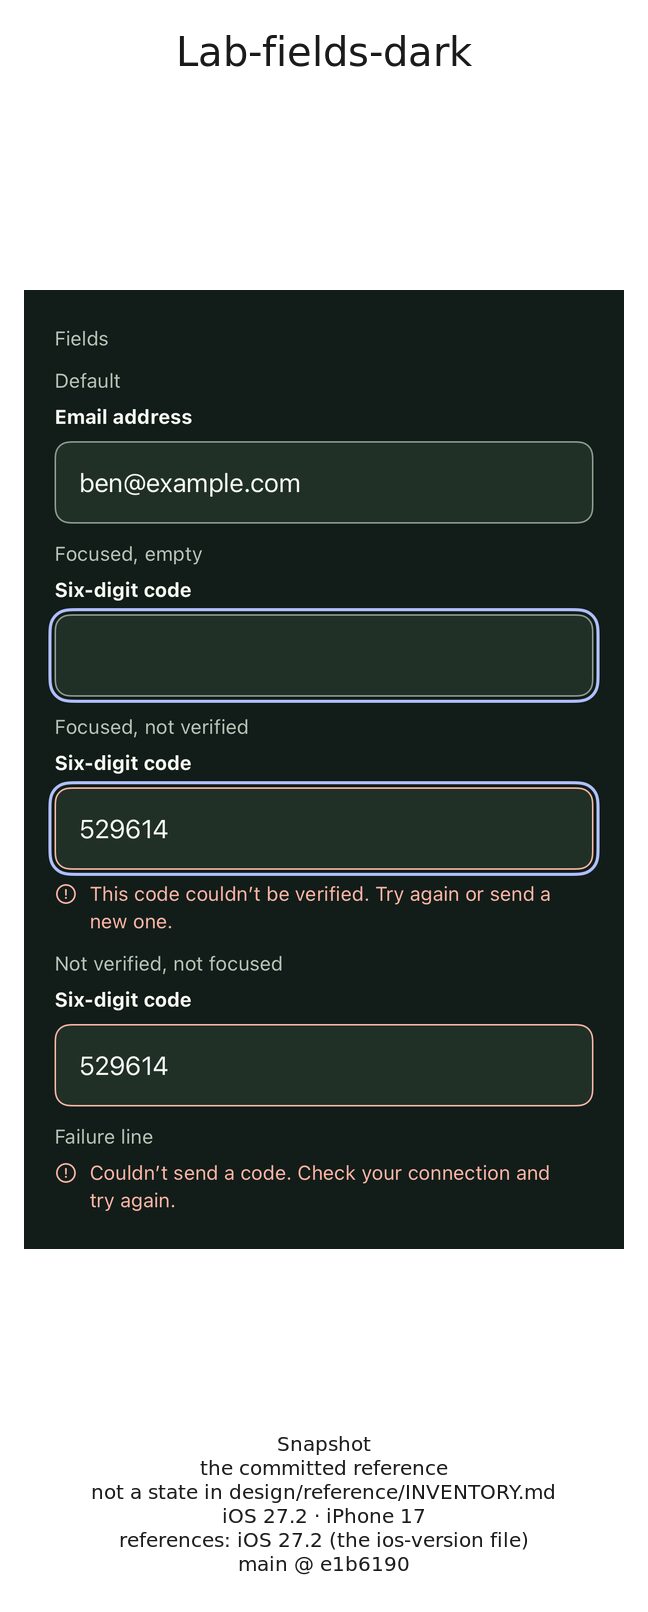 Lab-fields-dark
Fields
Default
Email address
ben@example.com
Focused, empty
Six-digit code
Focused, not verified
Six-digit code
529614
This code couldn’t be verified. Try again or send a
new one.
Not verified, not focused
Six-digit code
529614
Failure line
Couldn’t send a code. Check your connection and
try again.
Snapshot
the committed reference
not a state in design/reference/INVENTORY.md
iOS 27.2 · iPhone 17
references: iOS 27.2 (the ios-version file)
main @ e1b6190